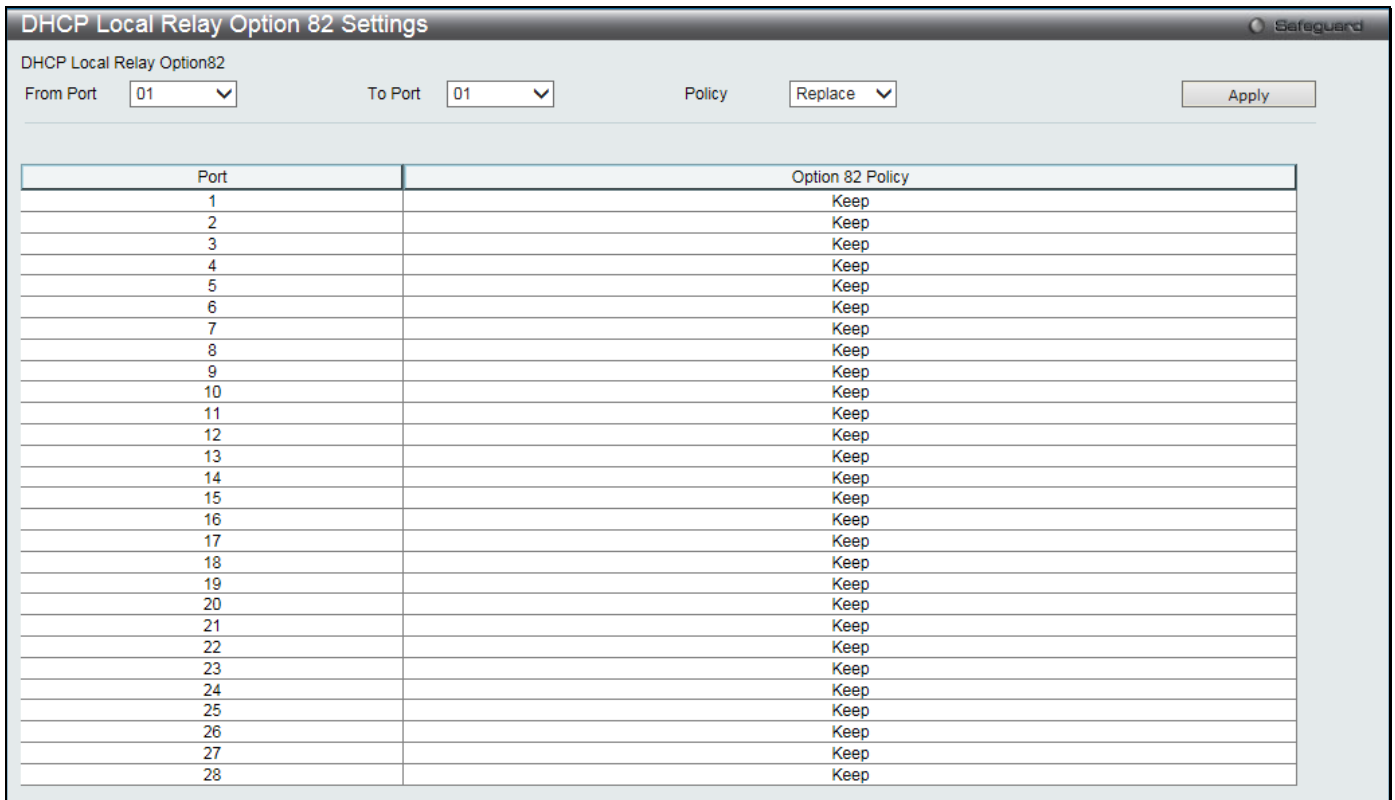 DHCP Local Relay Option 82 Settings Safeguard
DHCP Local Relay Option82
From Port 01 To Port 01 Policy Replace Apply
Port Option 82 Policy
1 Keep
2 Keep
3 Keep
4 Keep
5 Keep
6 Keep
7 Keep
8 Keep
9 Keep
10 Keep
11 Keep
12 Keep
13 Keep
14 Keep
15 Keep
16 Keep
17 Keep
18 Keep
19 Keep
20 Keep
21 Keep
22 Keep
23 Keep
24 Keep
25 Keep
26 Keep
27 Keep
28 Keep